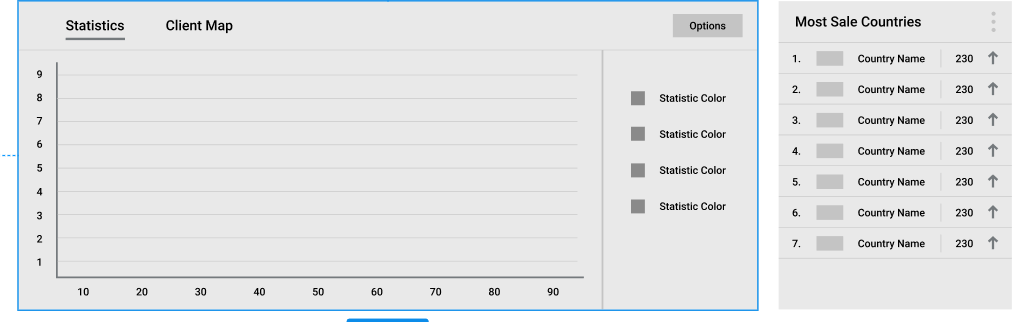 Statistics Client Map Options
9
8
7
6
5
4
3
2
1
10 20 30 40 50 60 70 80 90
Statistic Color
Statistic Color
Statistic Color
Statistic Color
Most Sale Countries
1. Country Name 230
2. Country Name 230
3. Country Name 230
4. Country Name 230
5. Country Name 230
6. Country Name 230
7. Country Name 230